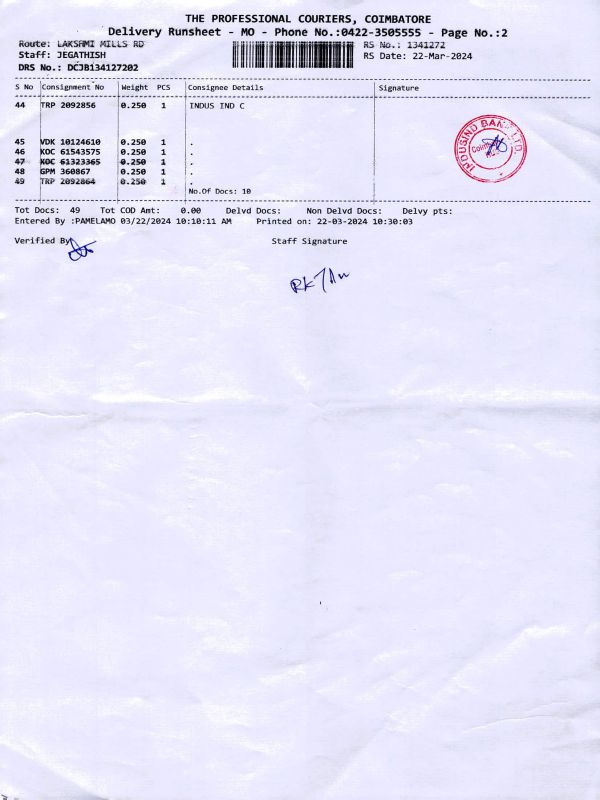 THE PROFESSIONAL COURIERS, COIMBATORE
Delivery Runsheet - MO - Phone No.:0422-3505555 - Page No.:2
Route: LAKSHMI MILLS RD RS No.: 1341272
Staff: JEGATHISH RS Date: 22-Mar-2024
DRS No.: DCJB134127202
S No Consignment No Weight PCS Consignee Details Signature
44 TRP 2092856 0.250 1 INDUS IND C
45 VDK 10124610 0.250 1 .
46 KOC 61543575 0.250 1 .
47 KOC 61323365 0.250 1 .
48 GPM 360867 0.250 1 .
49 TRP 2092864 0.250 1 .
No.Of Docs: 10
INDUSIND BANK LTD.
Tot Docs: 49 Tot COD Amt: 0.00 Delvd Docs: Non Delvd Docs: Delvy pts:
Entered By :PAMELAMO 03/22/2024 10:10:11 AM Printed on: 22-03-2024 10:30:03
Verified By Staff Signature